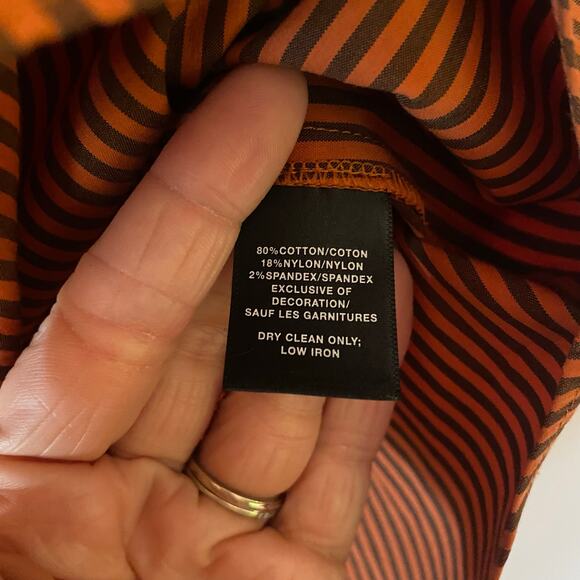 80%COTTON/COTON
18%NYLON/NYLON
2%SPANDEX/SPANDEX
EXCLUSIVE OF
DECORATION/
SAUF LES GARNITURES
DRY CLEAN ONLY;
LOW IRON